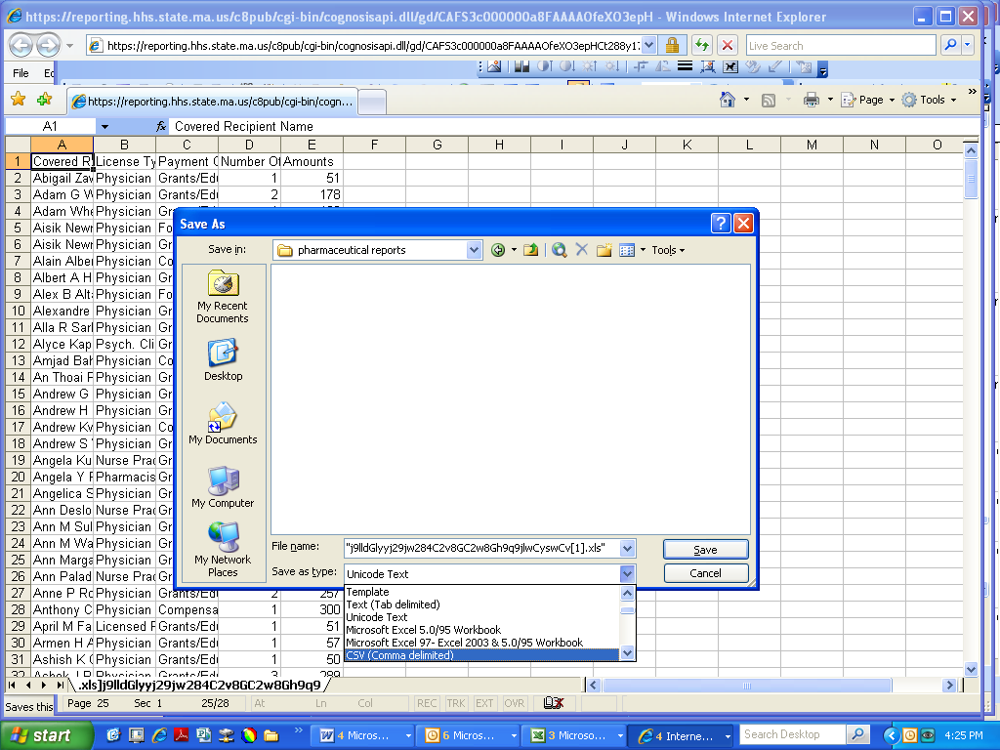 https://reporting.hhs.state.ma.us/c8pub/cgi-bin/cognosisapi.dll/gd/CAFS3c000000a8FAAAAOfeXO3epH - Windows Internet Explorer
https://reporting.hhs.state.ma.us/c8pub/cgi-bin/cognosisapi.dll/gd/CAFS3c000000a8FAAAAOfeXO3epHCt288y17
Live Search
File Ed
https://reporting.hhs.state.ma.us/c8pub/cgi-bin/cogn...
Page Tools
A1 fx Covered Recipient Name
A B C D E F G H I J K L M N O
1 Covered R License Ty Payment C Number Of Amounts
2 Abigail Zav Physician Grants/Edu 1 51
3 Adam G W Physician Grants/Edu 2 178
4 Adam Whe Physician
5 Aisik Newr Physician Fo
6 Aisik Newr Physician Gr
7 Alain Alber Physician Co
8 Albert A H Physician Gr
9 Alex B Alta Physician Fo
10 Alexandre Physician Gr
11 Alla R Sarl Physician Gr
12 Alyce Kap Psych. Cli Gr
13 Amjad Bah Physician Co
14 An Thoai P Physician Gr
15 Andrew G Physician Gr
16 Andrew H Physician Gr
17 Andrew Kw Physician Co
18 Andrew S Physician Gr
19 Angela Ku Nurse Prac Gr
20 Angela Y P Pharmacis Gr
21 Angelica S Physician Gr
22 Ann Deslo Nurse Prac Gr
23 Ann M Sul Physician Gr
24 Ann M Wa Physician Gr
25 Ann Marga Physician Gr
26 Ann Palad Nurse Prac Gr
27 Anne P Ro Physician Grants/Edu 2 257
28 Anthony C Physician Compensa 1 300
29 April M Fa Licensed P Grants/Edu 1 51
30 Armen H A Physician Grants/Edu 1 57
31 Ashish K C Physician Grants/Edu 1 50
32 Ashok J P Physician Grants/Edu 3 289
Save As
Save in: pharmaceutical reports Tools
My Recent
Documents
Desktop
My Documents
My Computer
My Network
Places
File name: "j9lldGlyyj29jw284C2v8GC2w8Gh9q9jlwCyswCv[1].xls" Save
Save as type: Unicode Text Cancel
Template
Text (Tab delimited)
Unicode Text
Microsoft Excel 5.0/95 Workbook
Microsoft Excel 97- Excel 2003 & 5.0/95 Workbook
CSV (Comma delimited)
.xls]j9lldGlyyj29jw284C2v8GC2w8Gh9q9
Saves this Page 25 Sec 1 25/28 At Ln Col REC TRK EXT OVR
start 4 Micros... 6 Micros... 3 Microso... 4 Interne... Search Desktop 4:25 PM